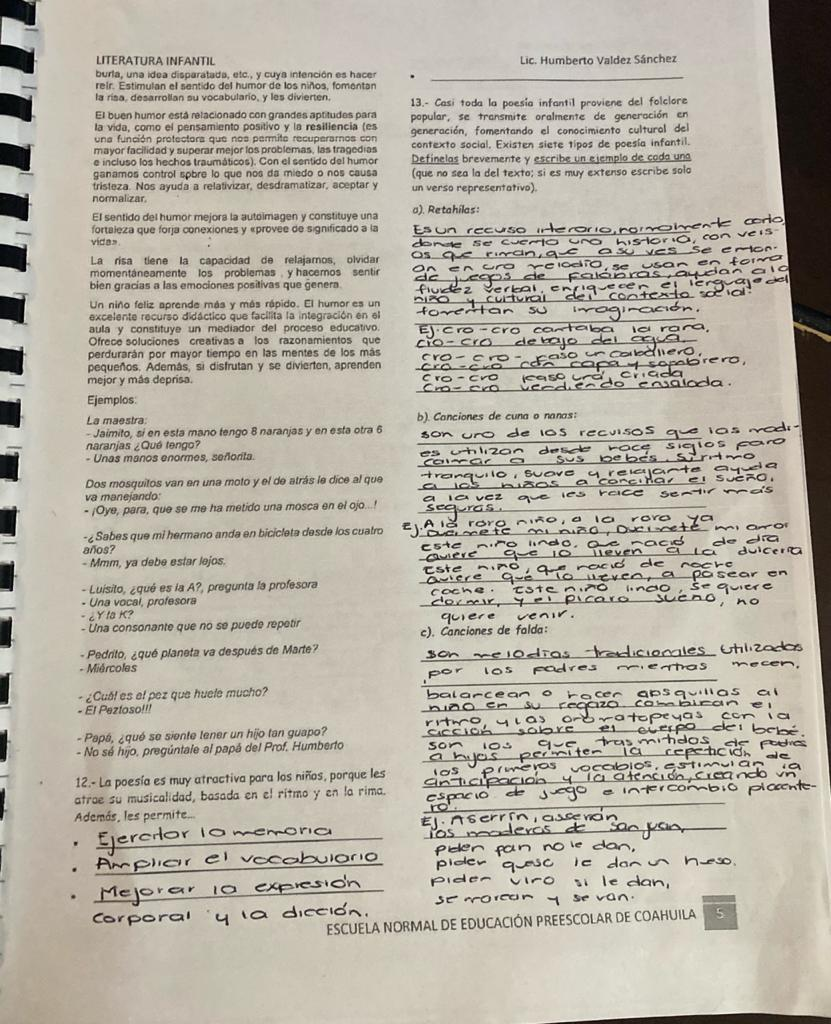 LITERATURA INFANTIL
Lic. Humberto Valdez Sánchez
burla, una idea disparatada, etc., y cuya intención es hacer
reír. Estimulan el sentido del humor de los niños, fomentan
la risa, desarrollan su vocabulario, y les divierten.
El buen humor está relacionado con grandes aptitudes para
la vida, como el pensamiento positivo y la resiliencia (es
una función protectora que nos permite recuperarnos con
mayor facilidad y superar mejor los problemas, las tragedias
e incluso los hechos traumáticos). Con el sentido del humor
ganamos control sobre lo que nos da miedo o nos causa
tristeza. Nos ayuda a relativizar, desdramatizar, aceptar y
normalizar.
El sentido del humor mejora la autoimagen y constituye una
fortaleza que forja conexiones y «provee de significado a la
vida».
La risa tiene la capacidad de relajarnos, olvidar
momentáneamente los problemas y hacernos sentir
bien gracias a las emociones positivas que genera.
Un niño feliz aprende más y más rápido. El humor es un
excelente recurso didáctico que facilita la integración en el
aula y constituye un mediador del proceso educativo.
Ofrece soluciones creativas a los razonamientos que
perdurarán por mayor tiempo en las mentes de los más
pequeños. Además, si disfrutan y se divierten, aprenden
mejor y más deprisa.
Ejemplos:
La maestra:
- Jaimito, si en esta mano tengo 8 naranjas y en esta otra 6
naranjas ¿Qué tengo?
- Unas manos enormes, señorita.
Dos mosquitos van en una moto y el de atrás le dice al que
va manejando:
- ¡Oye, para, que se me ha metido una mosca en el ojo...!
-¿Sabes que mi hermano anda en bicicleta desde los cuatro
años?
- Mmm, ya debe estar lejos.
- Luisito, ¿qué es la A?, pregunta la profesora
- Una vocal, profesora
- ¿Y la K?
- Una consonante que no se puede repetir
- Pedrito, ¿qué planeta va después de Marte?
- Miércoles
- ¿Cuál es el pez que huele mucho?
- El Peztoso!!!
- Papá, ¿qué se siente tener un hijo tan guapo?
- No sé hijo, pregúntale al papá del Prof. Humberto
12.- La poesía es muy atractiva para los niños, porque les
atrae su musicalidad, basada en el ritmo y en la rima.
Además, les permite...
• Ejercitar la memoria
• Ampliar el vocabulario
• Mejorar la expresión
corporal y la dicción.
13.- Casi toda la poesía infantil proviene del folclore
popular, se transmite oralmente de generación en
generación, fomentando el conocimiento cultural del
contexto social. Existen siete tipos de poesía infantil.
Defínelas brevemente y escribe un ejemplo de cada una
(que no sea la del texto; si es muy extenso escribe solo
un verso representativo).
a). Retahílas:
Es un recuso literario, normalmente corto,
donde se cuenta una historia, con vers-
os que riman, que a su ves se enton-
an en una melodía, se usan en forma
de juegos de palabras, ayudan a la
fluidez verbal, enriquecen el lenguaje del
niño y cultural del contexto social.
fomentan su imaginación.
Ej. cro-cro cantaba la rana,
cro-cro debajo del agua,
cro-cro- paso un caballero,
cro-cro con capa y sombrero,
cro-cro paso una criada
cro-cro vendiendo ensalada.
b). Canciones de cuna o nanas:
son uno de los recursos que las madr-
es utilizan desde hace siglos para
calmar a sus bebés. Su ritmo
tranquilo, suave y relajante ayuda
a los niños a conciliar el sueño,
a la vez que les hace sentir más
seguros.
Ej. A la roro niño, a la roro ya
Duermete mi niño, Duermete mi amor
Este niño lindo, que nació de día
quiere que lo lleven a la dulceria
Este niño, que nació de noche
quiere que lo lleven, a pasear en
coche. Este niño lindo, se quiere
dormir, y el picaro sueño, no
quiere venir.
c). Canciones de falda:
son melodias tradicionales utilizadas
por los padres mientras mecen,
balancean o hacen cosquillas al
niño en su regazo combinan el
ritmo, y las onomatopeyas con la
acción sobre el cuerpo del bebé.
son los que trasmitidos de padres
a hijos permiten la repetición de
los primeros vocablos, estimulan la
anticipación y la atención, creando un
espacio de juego e intercambio placente-
ro.
Ej. Aserrín, asserán
los maderos de san juan,
piden pan no le dan,
piden queso le dan un hueso.
piden vino si le dan,
se marean y se van.
ESCUELA NORMAL DE EDUCACIÓN PREESCOLAR DE COAHUILA 5